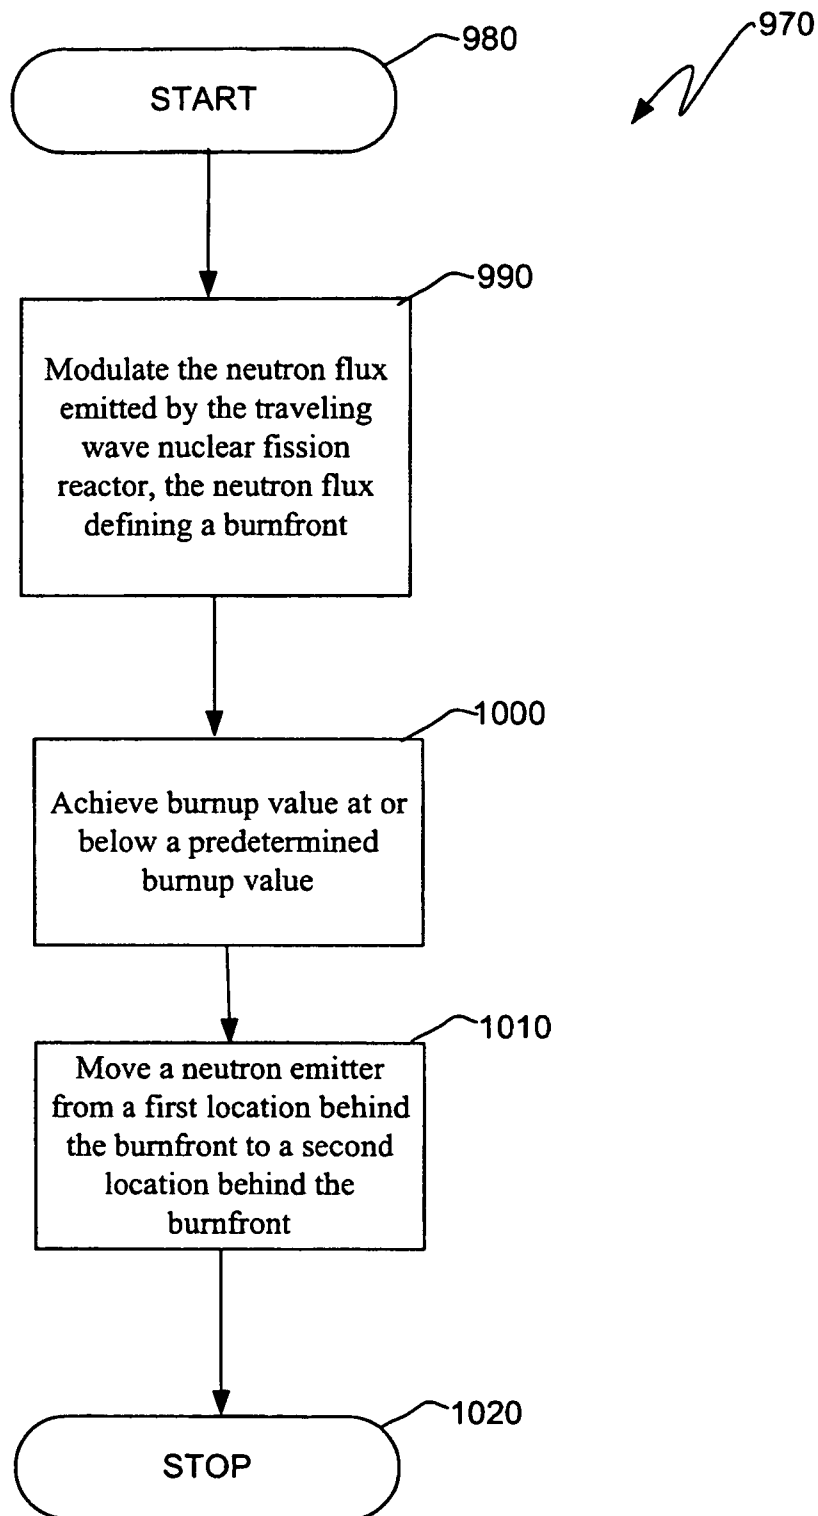 970
980
START
990
Modulate the neutron flux
emitted by the traveling
wave nuclear fission
reactor, the neutron flux
defining a burnfront
1000
Achieve burnup value at or
below a predetermined
burnup value
1010
Move a neutron emitter
from a first location behind
the burnfront to a second
location behind the
burnfront
1020
STOP